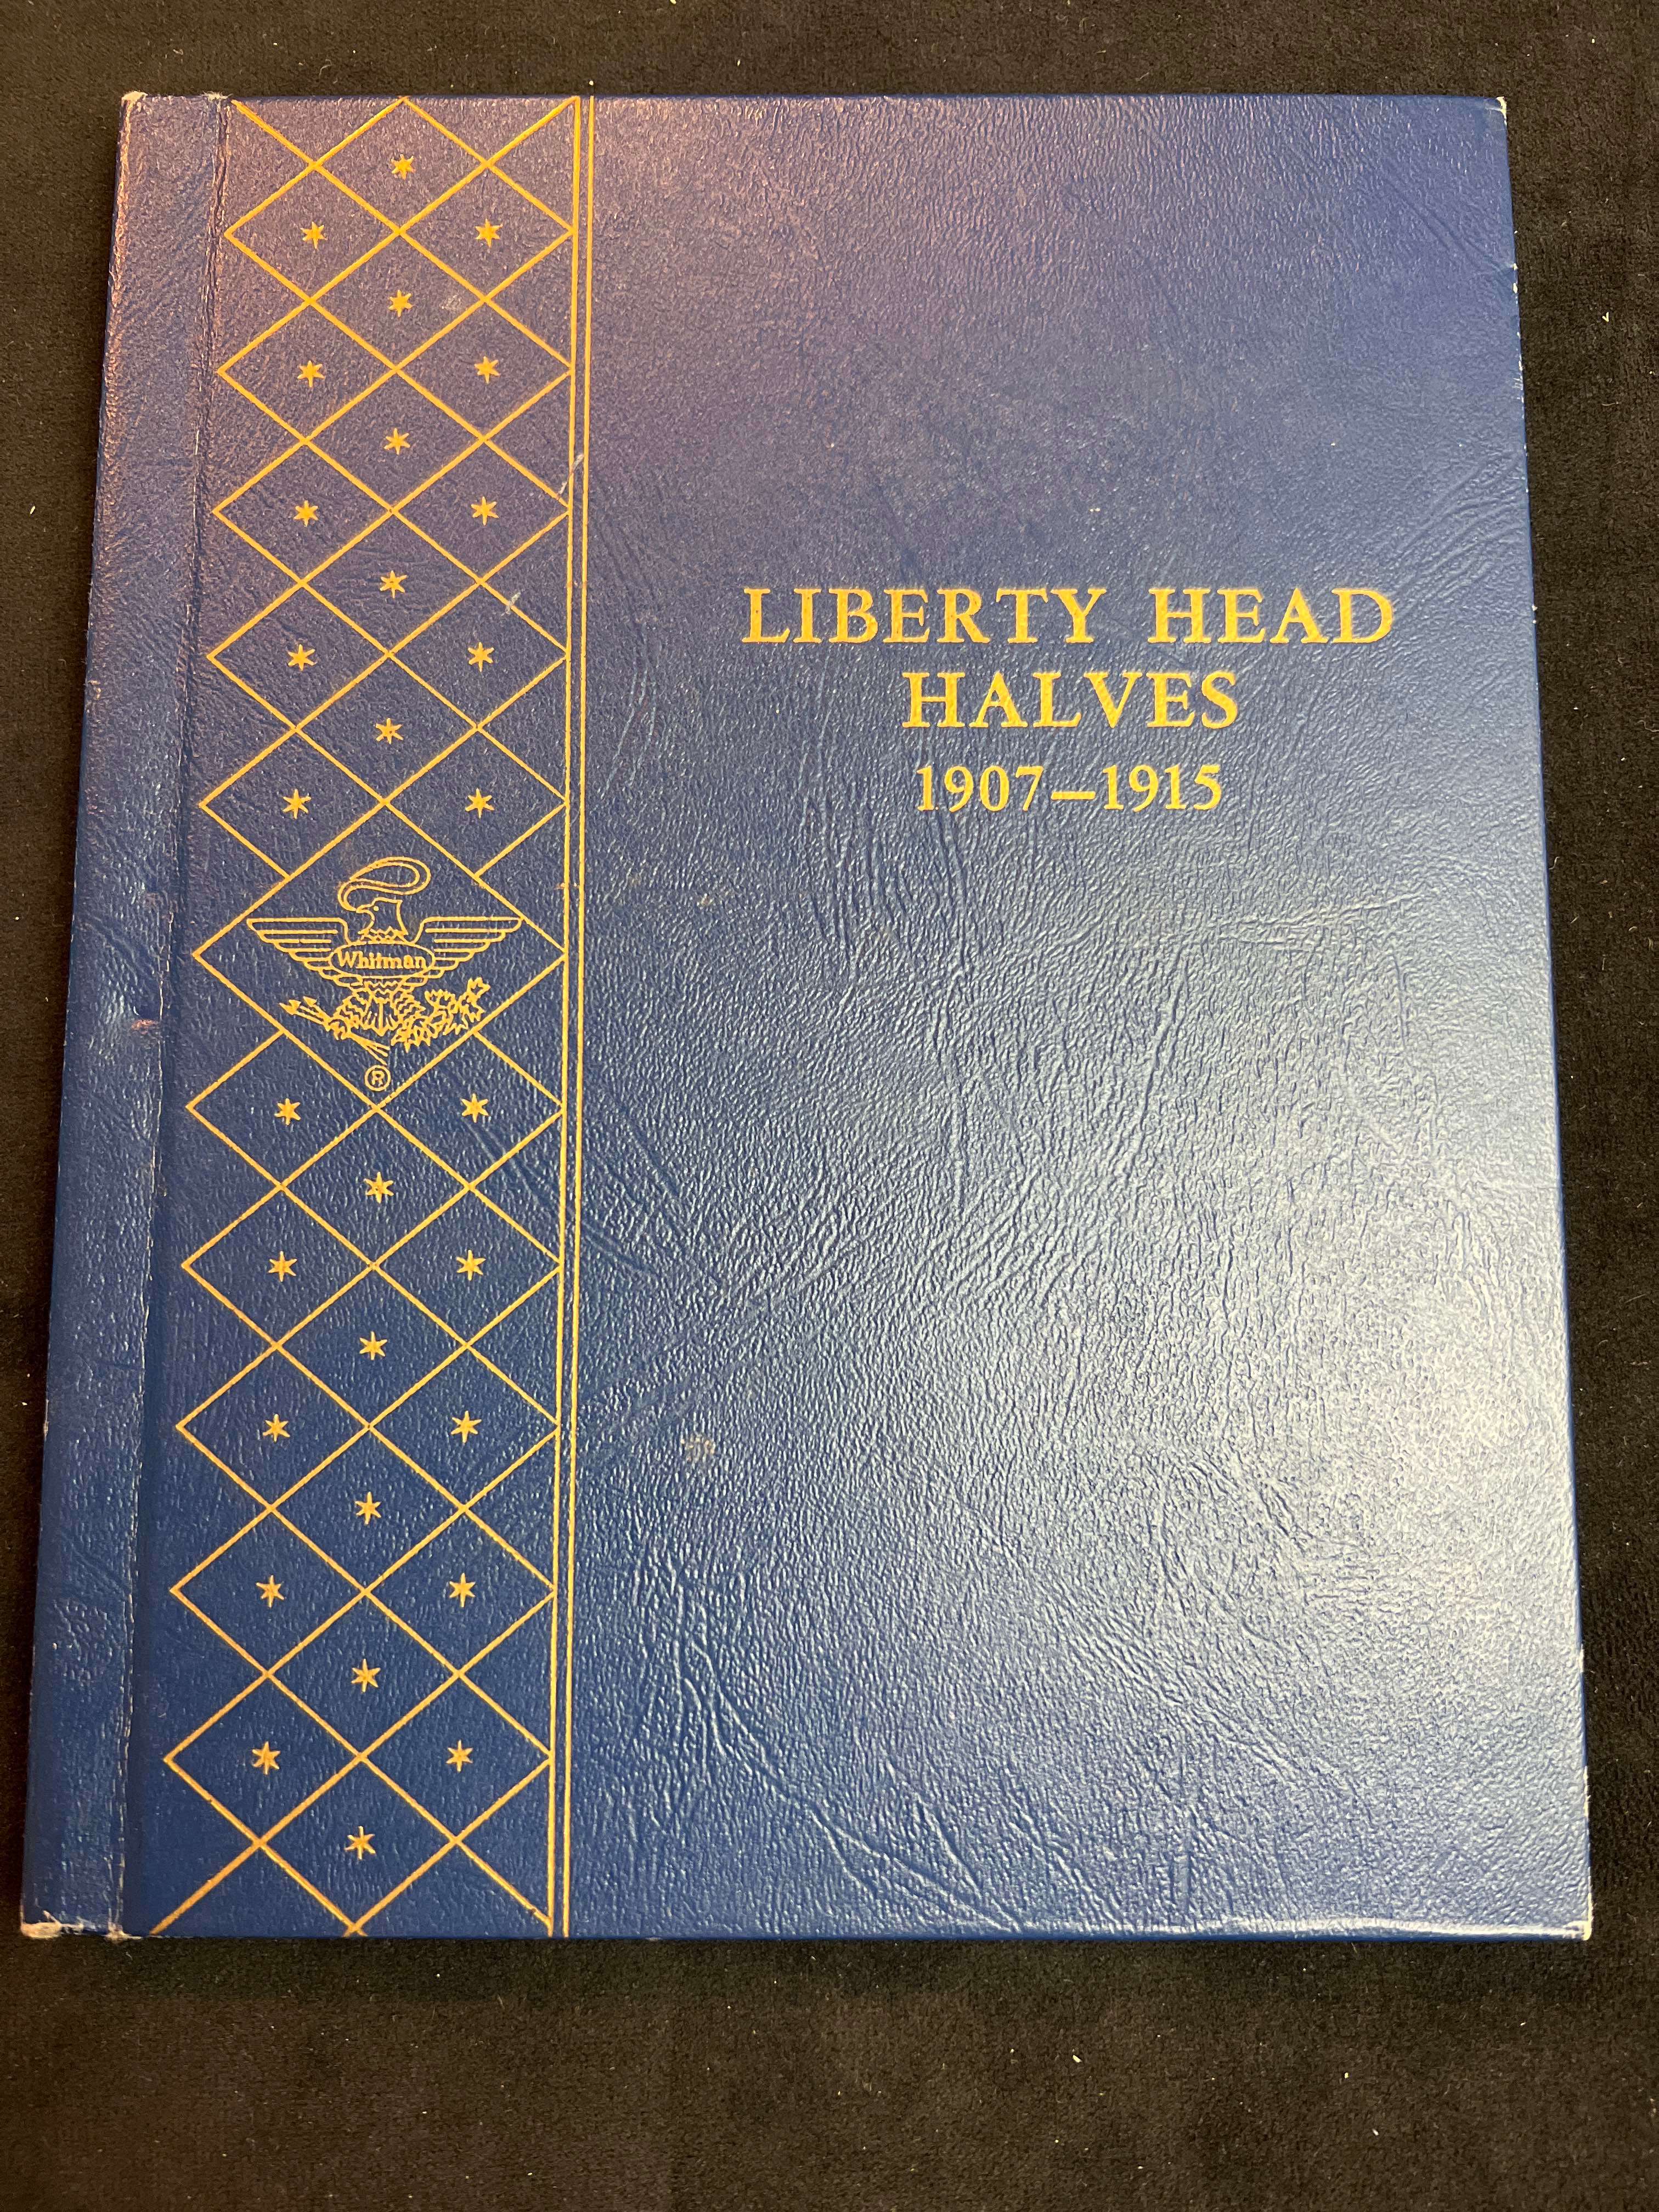 LIBERTY HEAD
HALVES
1907–1915
Whitman
®